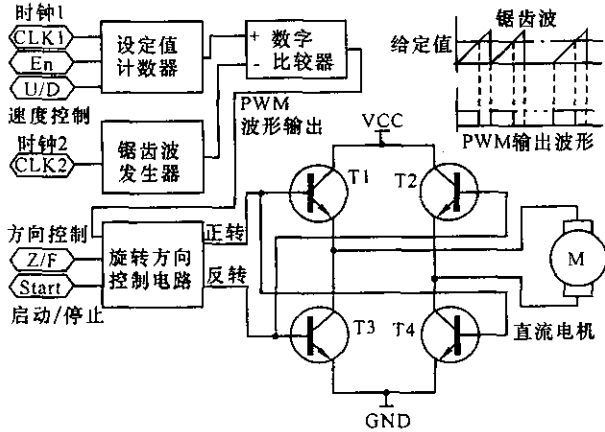 时钟1
CLK1
En
U/D
速度控制
设定值
计数器
+
-
数字
比较器
PWM
波形输出
时钟2
CLK2
锯齿波
发生器
锯齿波
给定值
PWM输出波形
VCC
T1
T2
方向控制
Z/F
Start
启动/停止
旋转方向
控制电路
正转
反转
T3
T4
M
直流电机
GND